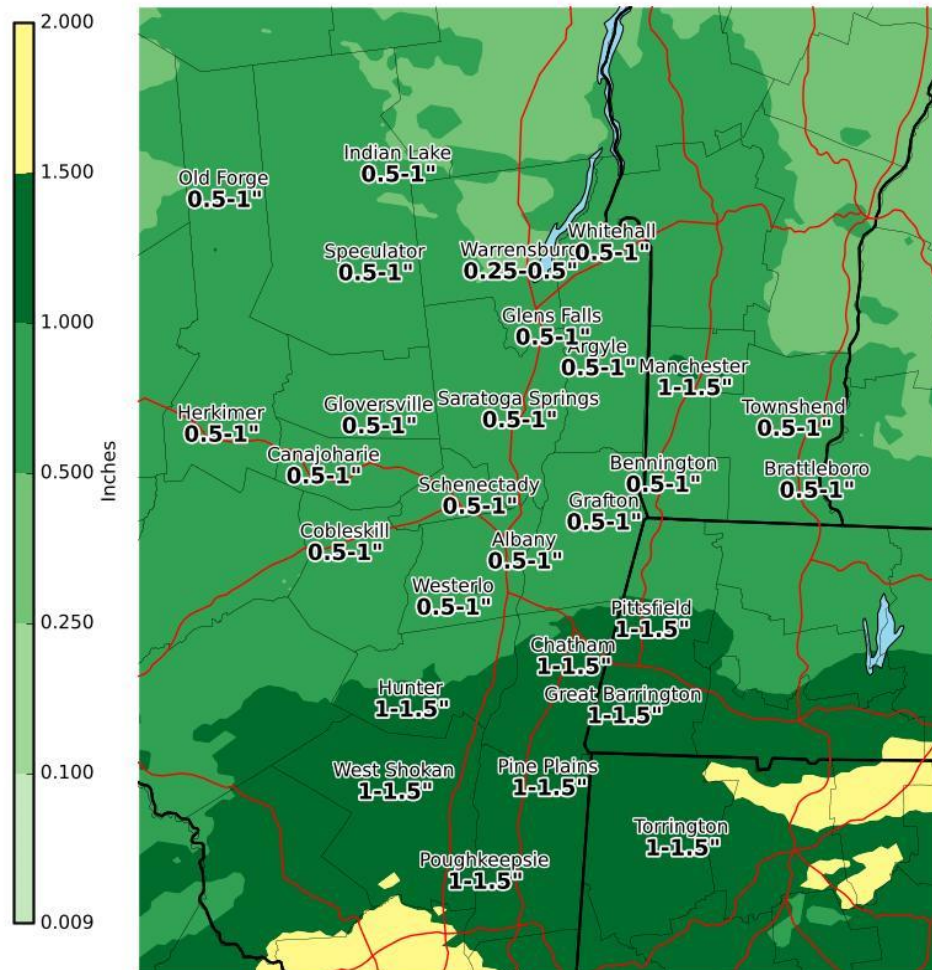 2.000
1.500
1.000
0.500
0.250
0.100
0.009
Inches
Indian Lake
0.5-1"
Old Forge
0.5-1"
Whitehall
0.5-1"
Speculator
0.5-1"
Warrensburg
0.25-0.5"
Glens Falls
0.5-1"
Argyle
0.5-1"
Manchester
1-1.5"
Saratoga Springs
0.5-1"
Gloversville
0.5-1"
Townshend
0.5-1"
Herkimer
0.5-1"
Canajoharie
0.5-1"
Bennington
0.5-1"
Brattleboro
0.5-1"
Schenectady
0.5-1"
Grafton
0.5-1"
Cobleskill
0.5-1"
Albany
0.5-1"
Westerlo
0.5-1"
Pittsfield
1-1.5"
Chatham
1-1.5"
Hunter
1-1.5"
Great Barrington
1-1.5"
West Shokan
1-1.5"
Pine Plains
1-1.5"
Torrington
1-1.5"
Poughkeepsie
1-1.5"